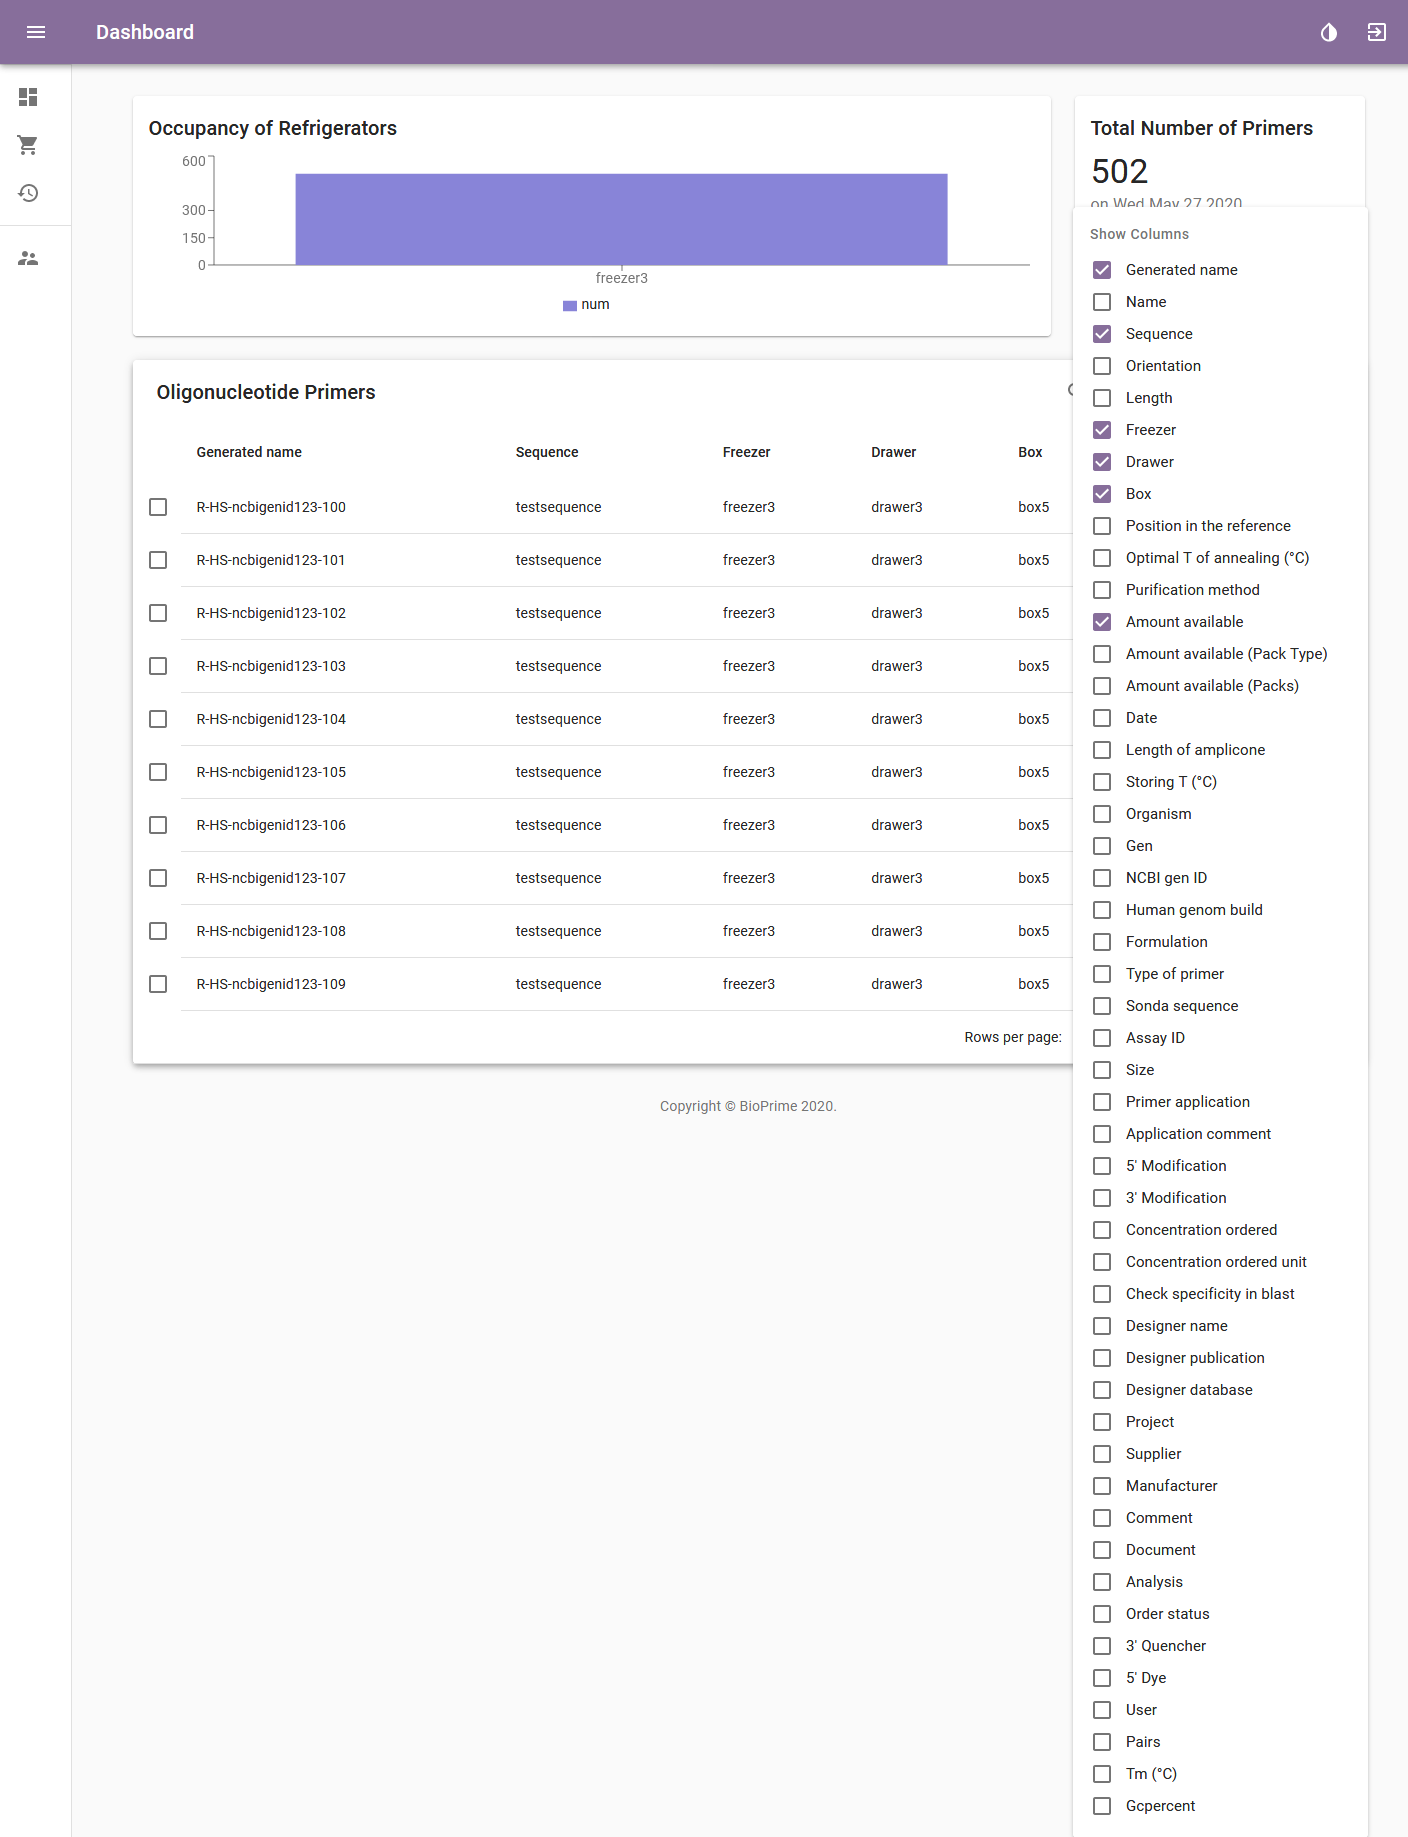 Dashboard
Occupancy of Refrigerators
600
300
150
0
freezer3
num
Total Number of Primers
502
on Wed May 27 2020
Oligonucleotide Primers
Generated name Sequence Freezer Drawer Box
R-HS-ncbigenid123-100 testsequence freezer3 drawer3 box5
R-HS-ncbigenid123-101 testsequence freezer3 drawer3 box5
R-HS-ncbigenid123-102 testsequence freezer3 drawer3 box5
R-HS-ncbigenid123-103 testsequence freezer3 drawer3 box5
R-HS-ncbigenid123-104 testsequence freezer3 drawer3 box5
R-HS-ncbigenid123-105 testsequence freezer3 drawer3 box5
R-HS-ncbigenid123-106 testsequence freezer3 drawer3 box5
R-HS-ncbigenid123-107 testsequence freezer3 drawer3 box5
R-HS-ncbigenid123-108 testsequence freezer3 drawer3 box5
R-HS-ncbigenid123-109 testsequence freezer3 drawer3 box5
Rows per page:
Copyright © BioPrime 2020.
Show Columns
Generated name
Name
Sequence
Orientation
Length
Freezer
Drawer
Box
Position in the reference
Optimal T of annealing (°C)
Purification method
Amount available
Amount available (Pack Type)
Amount available (Packs)
Date
Length of amplicone
Storing T (°C)
Organism
Gen
NCBI gen ID
Human genom build
Formulation
Type of primer
Sonda sequence
Assay ID
Size
Primer application
Application comment
5' Modification
3' Modification
Concentration ordered
Concentration ordered unit
Check specificity in blast
Designer name
Designer publication
Designer database
Project
Supplier
Manufacturer
Comment
Document
Analysis
Order status
3' Quencher
5' Dye
User
Pairs
Tm (°C)
Gcpercent